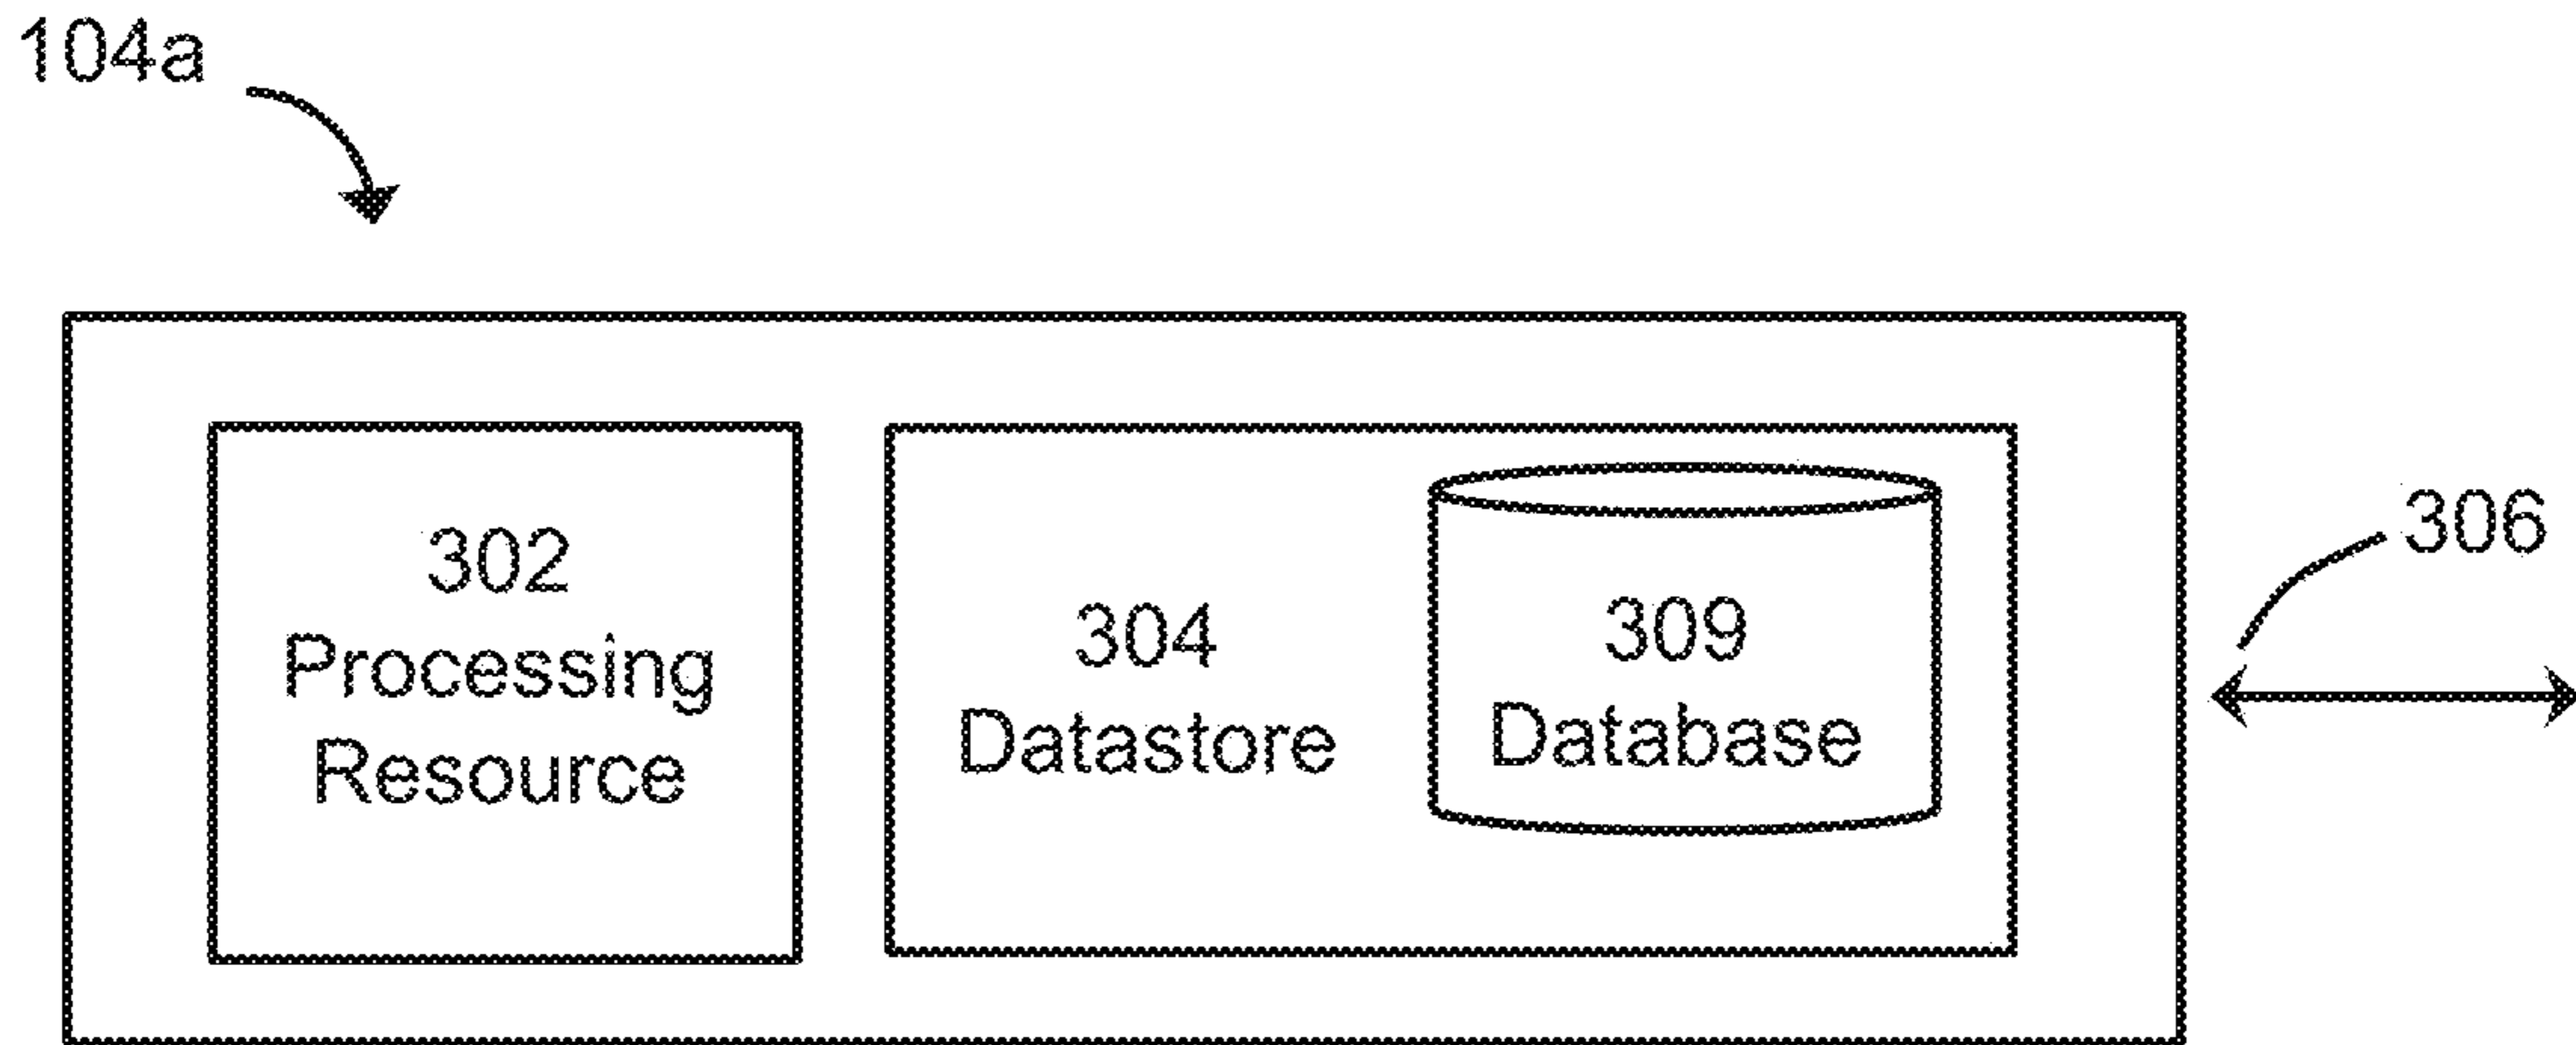 104a
302
Processing
Resource
304
Datastore
309
Database
306